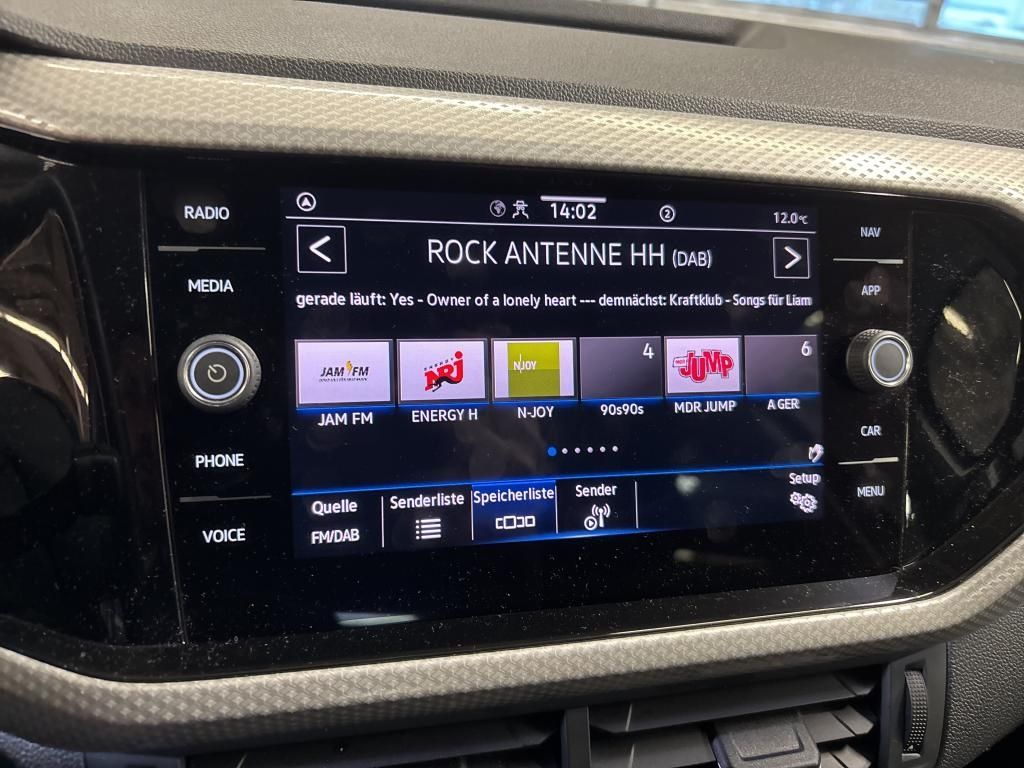 14:02
2
12.0°C
ROCK ANTENNE HH (DAB)
gerade läuft: Yes - Owner of a lonely heart --- demnächst: Kraftklub - Songs für Liam
JAM FM
ENERGY
NRJ
N-JOY
4
JUMP
6
JAM FM
ENERGY H
N-JOY
90s90s
MDR JUMP
A GER
Quelle
FM/DAB
Senderliste
Speicherliste
Sender
Setup
RADIO
MEDIA
PHONE
VOICE
NAV
APP
CAR
MENU